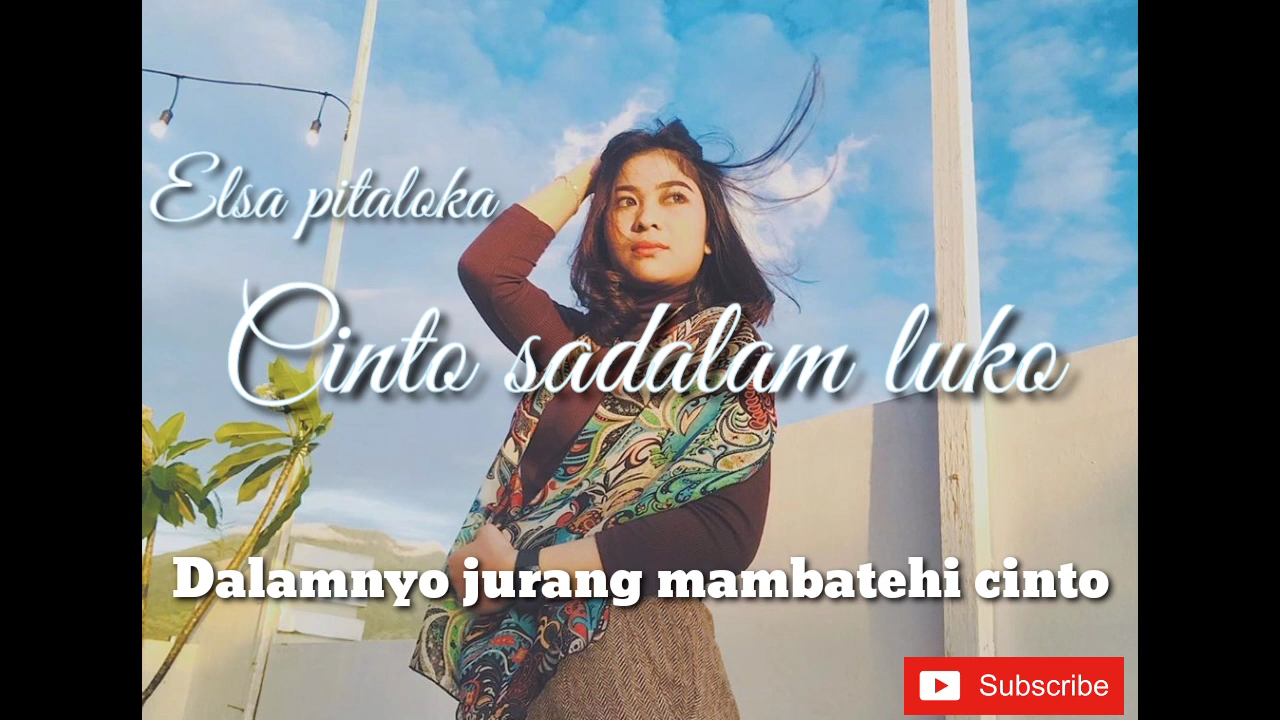 Elsa pitaloka
Cinto sadalam luko
Dalamnyo jurang mambatehi cinto
Subscribe